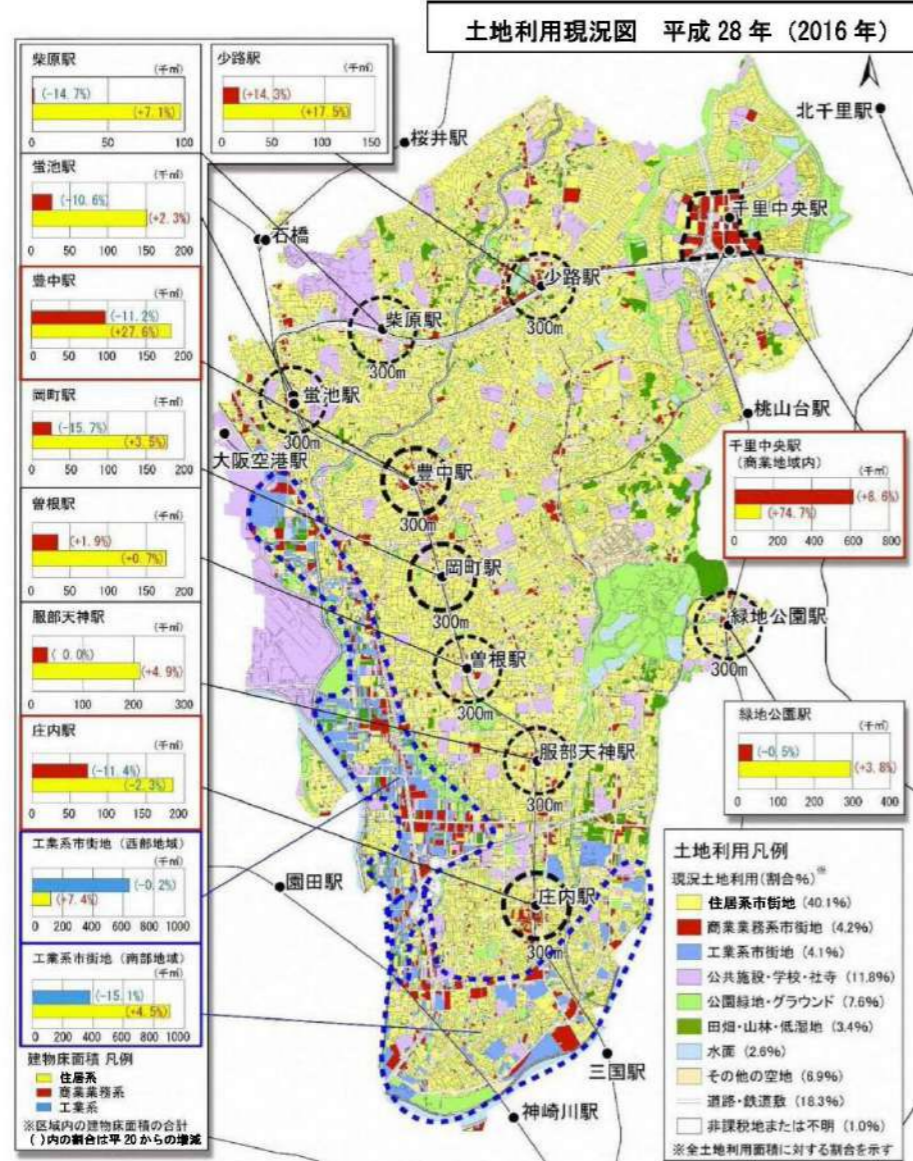 土地利用現況図 平成28年（2016年）
柴原駅
(千㎡)
(-14.7%)
(+7.1%)
0 50 100
少路駅
(千㎡)
(+14.3%)
(+17.5%)
0 50 100 150
蛍池駅
(千㎡)
(-10.6%)
(+2.3%)
0 50 100 150 200
豊中駅
(千㎡)
(-11.2%)
(+27.6%)
0 50 100 150 200
岡町駅
(千㎡)
(-15.7%)
(+3.5%)
0 50 100 150 200
曽根駅
(千㎡)
(+1.9%)
(+0.7%)
0 50 100 150 200
服部天神駅
(千㎡)
( 0.0%)
(+4.9%)
0 100 200 300
庄内駅
(千㎡)
(-11.4%)
(-2.3%)
0 50 100 150 200
工業系市街地（西部地域）
(千㎡)
(-0.2%)
(+7.4%)
0 200 400 600 800 1000
工業系市街地（南部地域）
(千㎡)
(-15.1%)
(+4.5%)
0 200 400 600 800 1000
建物床面積 凡例
住居系
商業業務系
工業系
※区域内の建物床面積の合計
( )内の割合は平20からの増減
桜井駅
北千里駅
石橋
千里中央駅
少路駅
300m
柴原駅
300m
蛍池駅
300m
大阪空港駅
桃山台駅
豊中駅
300m
千里中央駅
（商業地域内）
(千㎡)
(+8.6%)
(+74.7%)
0 200 400 600 800
岡町駅
300m
緑地公園駅
300m
曽根駅
300m
緑地公園駅
(千㎡)
(-0.5%)
(+3.8%)
0 100 200 300 400
服部天神駅
300m
園田駅
庄内駅
300m
三国駅
神崎川駅
土地利用凡例
現況土地利用(割合%)※
住居系市街地 (40.1%)
商業業務系市街地 (4.2%)
工業系市街地 (4.1%)
公共施設・学校・社寺 (11.8%)
公園緑地・グラウンド (7.6%)
田畑・山林・低湿地 (3.4%)
水面 (2.6%)
その他の空地 (6.9%)
道路・鉄道敷 (18.3%)
非課税地または不明 (1.0%)
※全土地利用面積に対する割合を示す